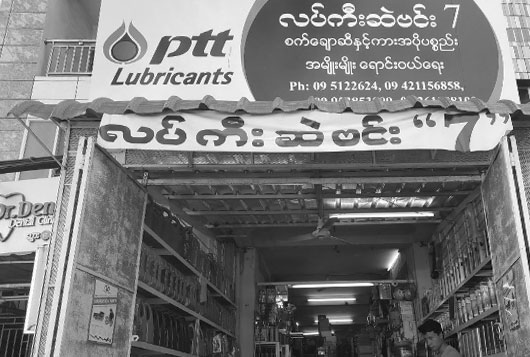 ptt
Lubricants
လပ်ကီးဆဲဗင်း 7
စက်ချောဆီနှင့်ကားအပိုပစ္စည်း
အမျိုးမျိုး ရောင်းဝယ်ရေး
Ph: 09 5122624, 09 421156858,
လပ် ကီး ဆဲ ဗင်း "7"
Dental Clinic